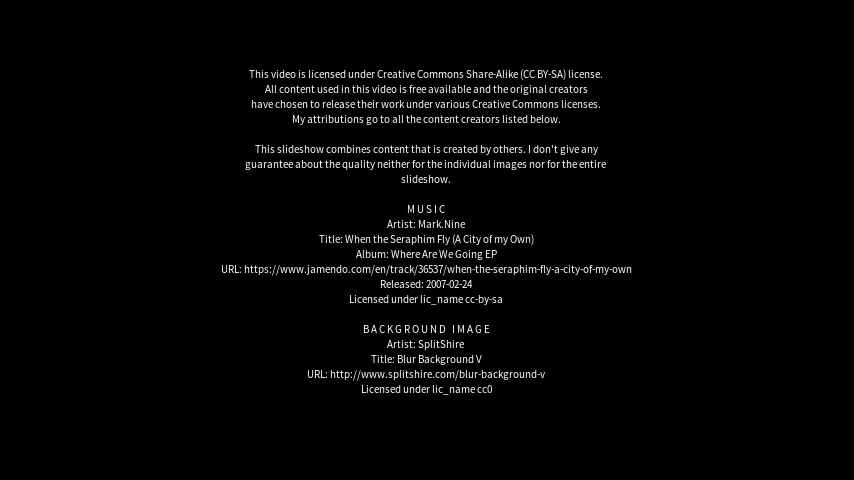 This video is licensed under Creative Commons Share-Alike (CC BY-SA) license.
All content used in this video is free available and the original creators
have chosen to release their work under various Creative Commons licenses.
My attributions go to all the content creators listed below.
This slideshow combines content that is created by others. I don't give any
guarantee about the quality neither for the individual images nor for the entire
slideshow.
MUSIC
Artist: Mark.Nine
Title: When the Seraphim Fly (A City of my Own)
Album: Where Are We Going EP
URL: https://www.jamendo.com/en/track/36537/when-the-seraphim-fly-a-city-of-my-own
Released: 2007-02-24
Licensed under lic_name cc-by-sa
BACKGROUND IMAGE
Artist: SplitShire
Title: Blur Background V
URL: http://www.splitshire.com/blur-background-v
Licensed under lic_name cc0